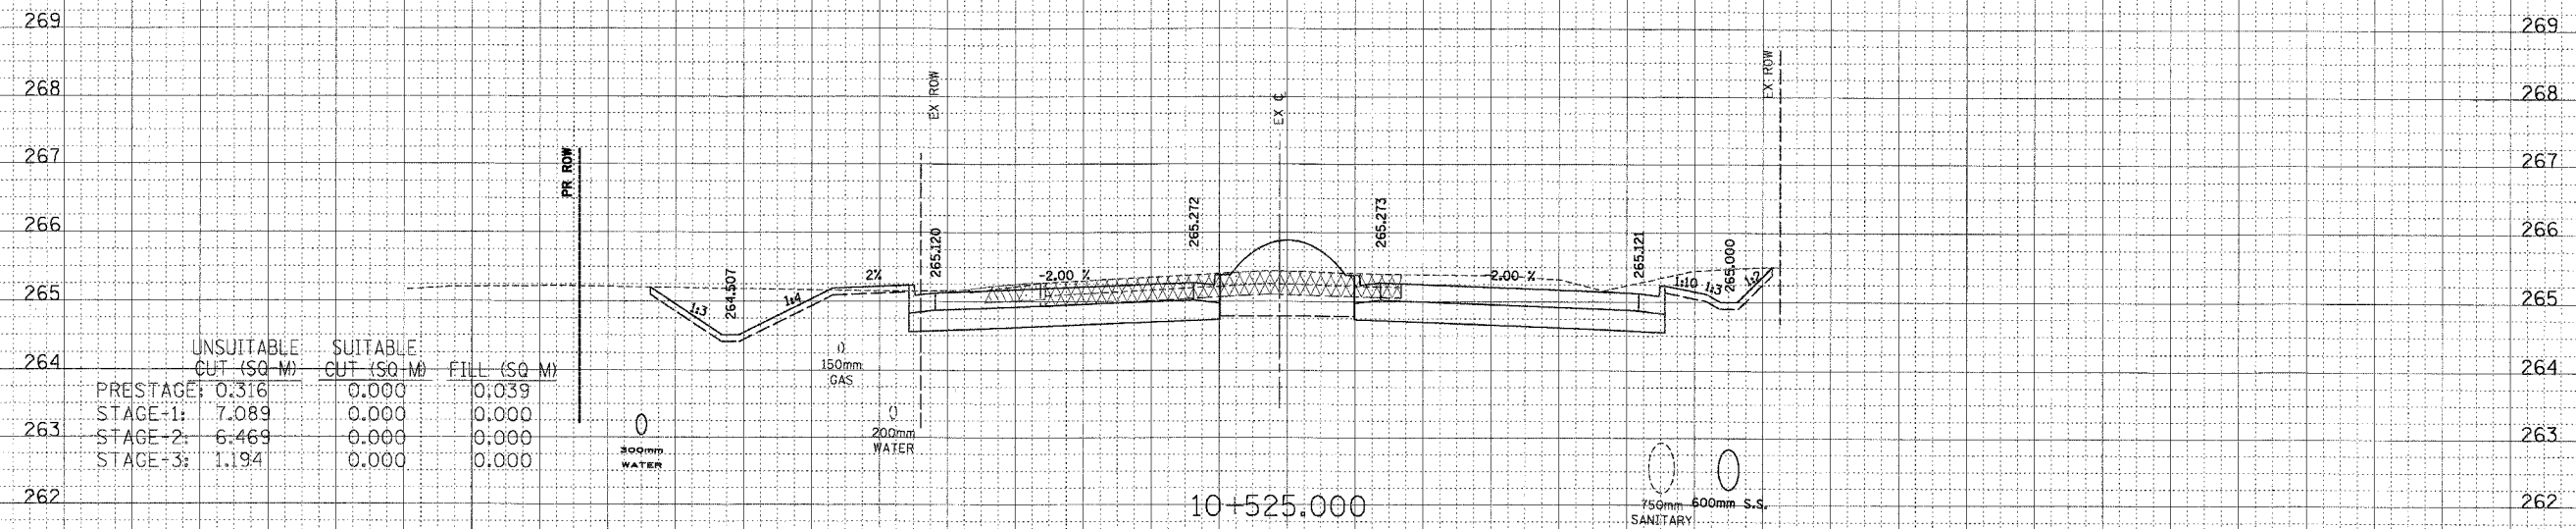 269 269
268 268
267 267
266 266
265 265
264 264
263 263
262 262
PR ROW
EX ROW
EX C
EX ROW
265.272
265.273
265.120
265.121
265.000
264.507
1:3
1:4
2%
-2.00 %
2.00 %
1:10
1:3
1:2
UNSUITABLE SUITABLE
CUT (SQ-M) CUT (SQ-M) FILL (SQ M)
PRESTAGE: 0.316 0.000 0.039
STAGE-1: 7.089 0.000 0.000
STAGE-2: 6.469 0.000 0.000
STAGE-3: 1.194 0.000 0.000
150mm
GAS
200mm
WATER
300mm
WATER
10+525.000
750mm
SANITARY
600mm S.S.